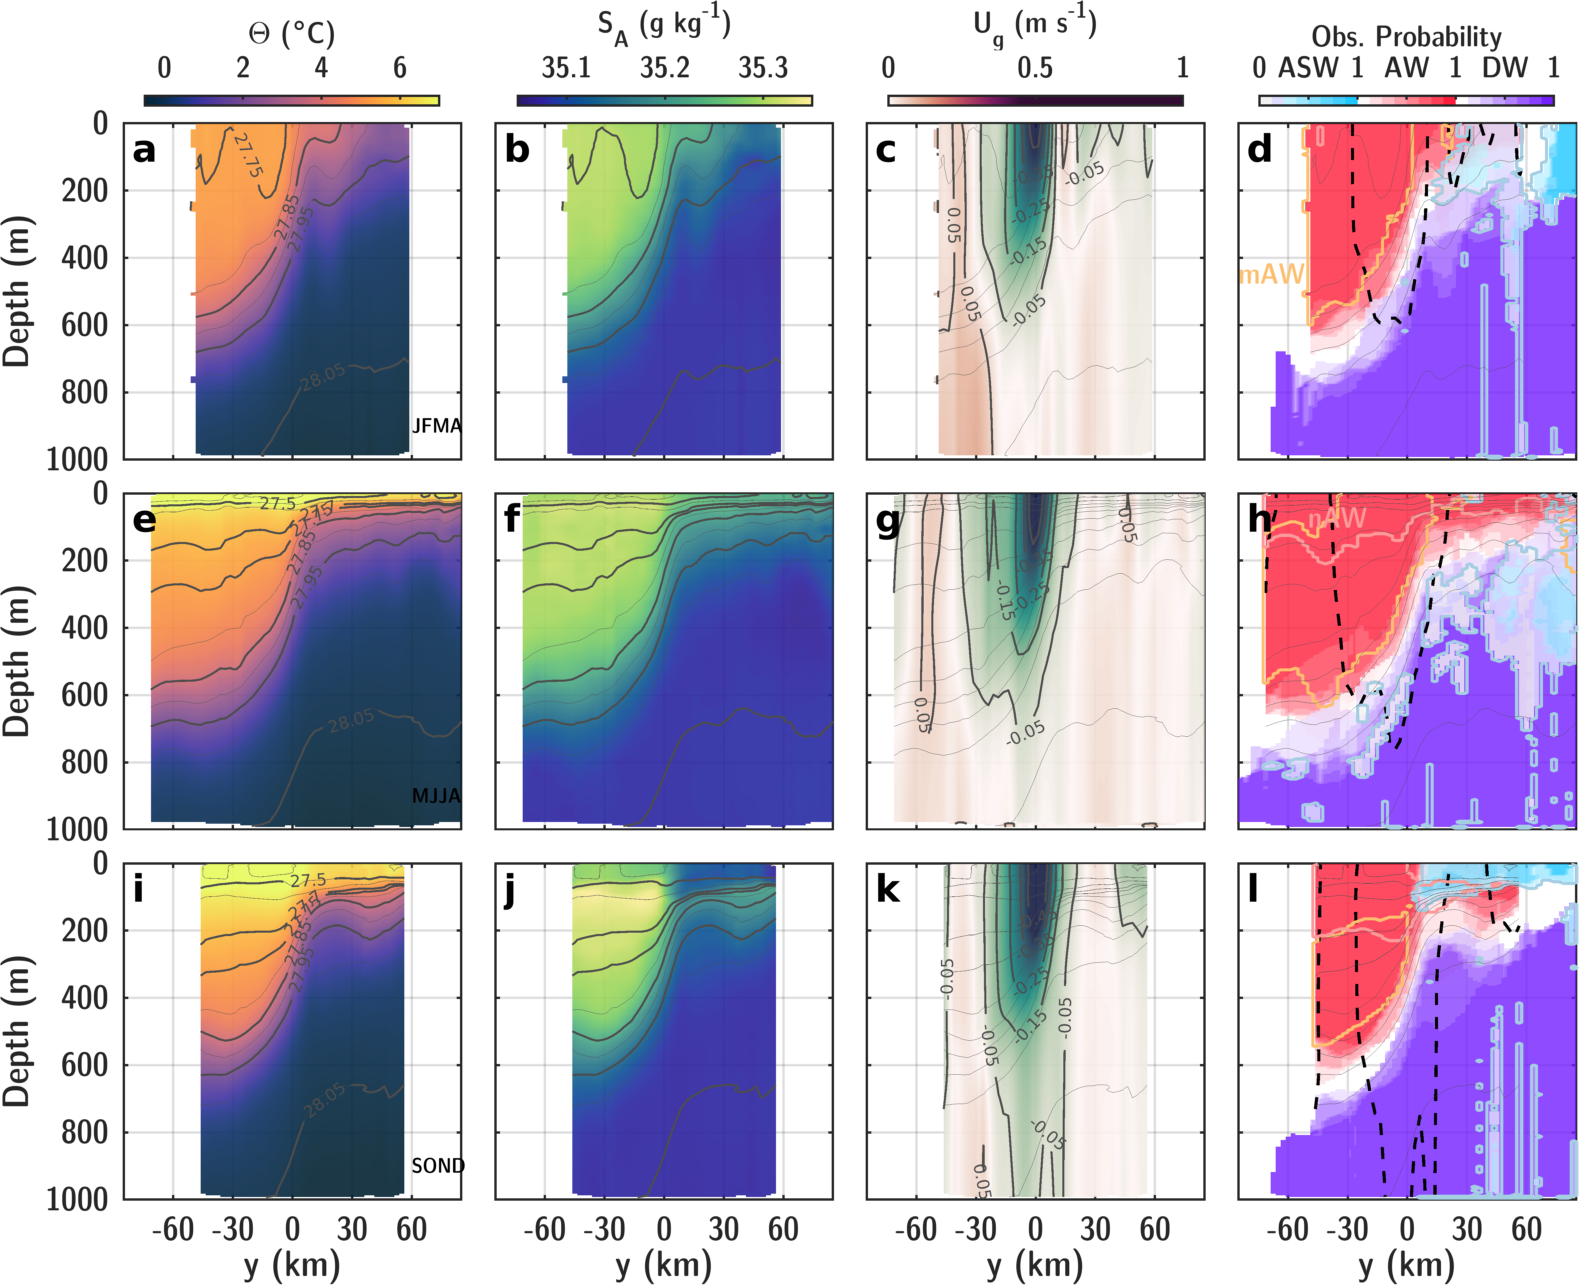 Θ (°C)
S_A (g kg⁻¹)
U_g (m s⁻¹)
Obs. Probability
0 2 4 6
35.1 35.2 35.3
0 0.5 1
0 ASW 1 AW 1 DW 1
Depth (m)
0
200
400
600
800
1000
a
27.75
27.85
27.95
28.05
JFMA
b
c
0.05
0.05
-0.05
-0.25
-0.15
-0.05
d
mAW
Depth (m)
0
200
400
600
800
1000
e
27.5
27.85
27.95
28.05
MJJA
f
g
0.05
-0.15
-0.25
-0.05
0.05
h
nAW
Depth (m)
0
200
400
600
800
1000
i
27.5
27.7
27.85
27.95
28.05
SOND
j
k
-0.05
-0.05
-0.25
-0.15
-0.05
-0.05
0.05
l
-60 -30 0 30 60
-60 -30 0 30 60
-60 -30 0 30 60
-60 -30 0 30 60
y (km)
y (km)
y (km)
y (km)